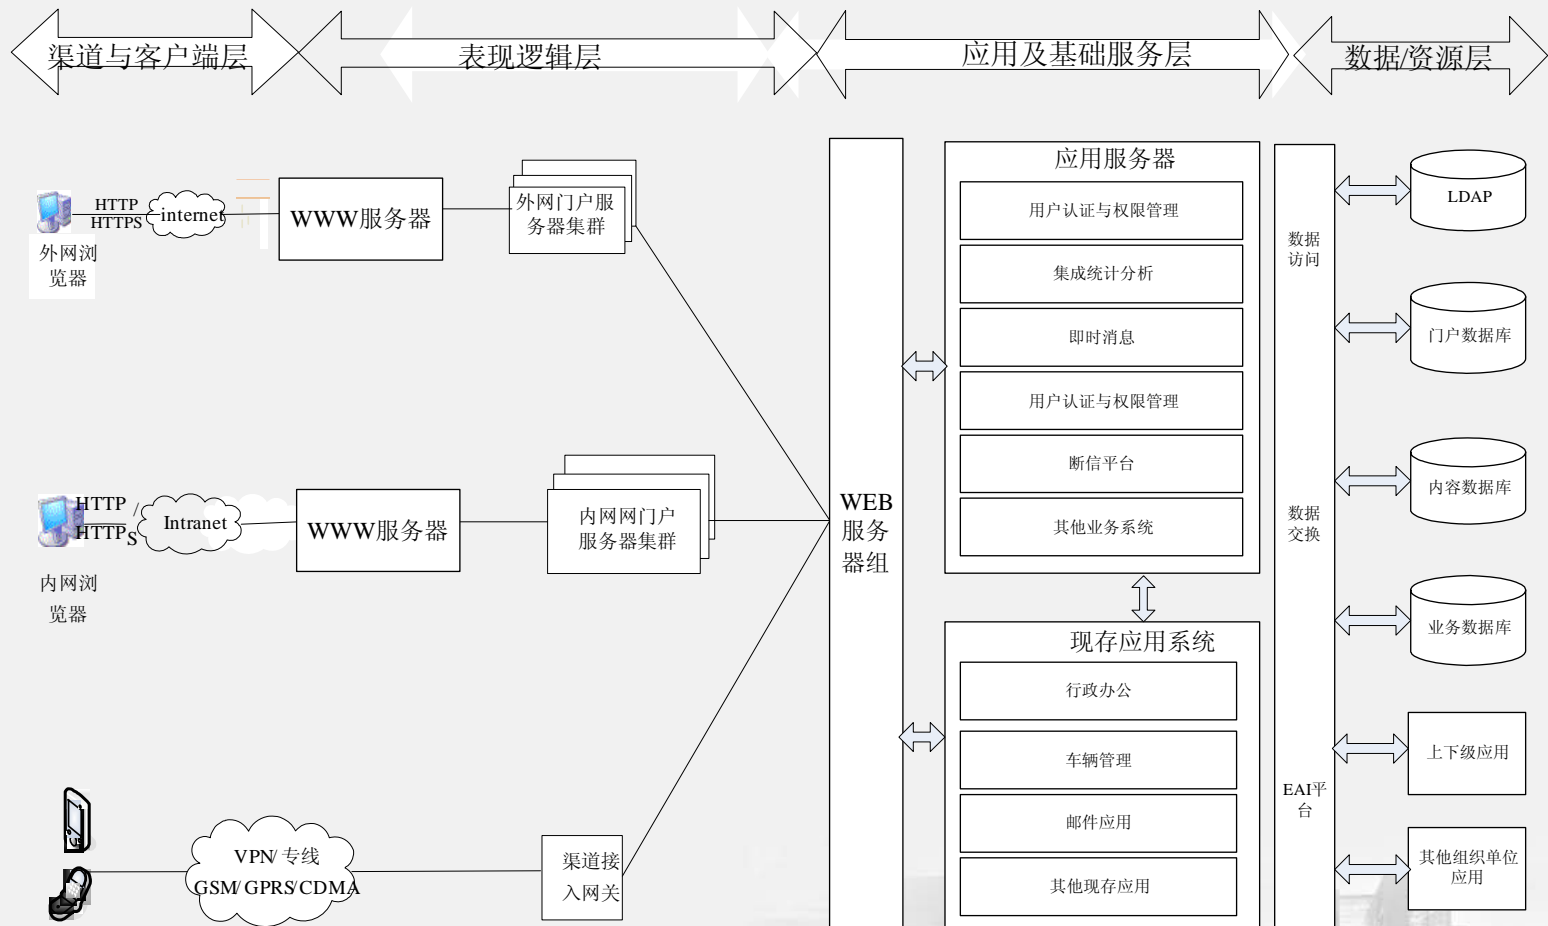 渠道与客户端层
表现逻辑层
应用及基础服务层
数据/资源层
HTTP
HTTPS
internet
外网浏
览器
WWW服务器
外网门户服
务器集群
HTTP /
HTTPS
Intranet
内网浏
览器
WWW服务器
内网网门户
服务器集群
VPN/专线
GSM/GPRS/CDMA
渠道接
入网关
WEB
服务
器组
应用服务器
用户认证与权限管理
集成统计分析
即时消息
用户认证与权限管理
断信平台
其他业务系统
现存应用系统
行政办公
车辆管理
邮件应用
其他现存应用
数据
访问
数据
交换
EAI平
台
LDAP
门户数据库
内容数据库
业务数据库
上下级应用
其他组织单位
应用